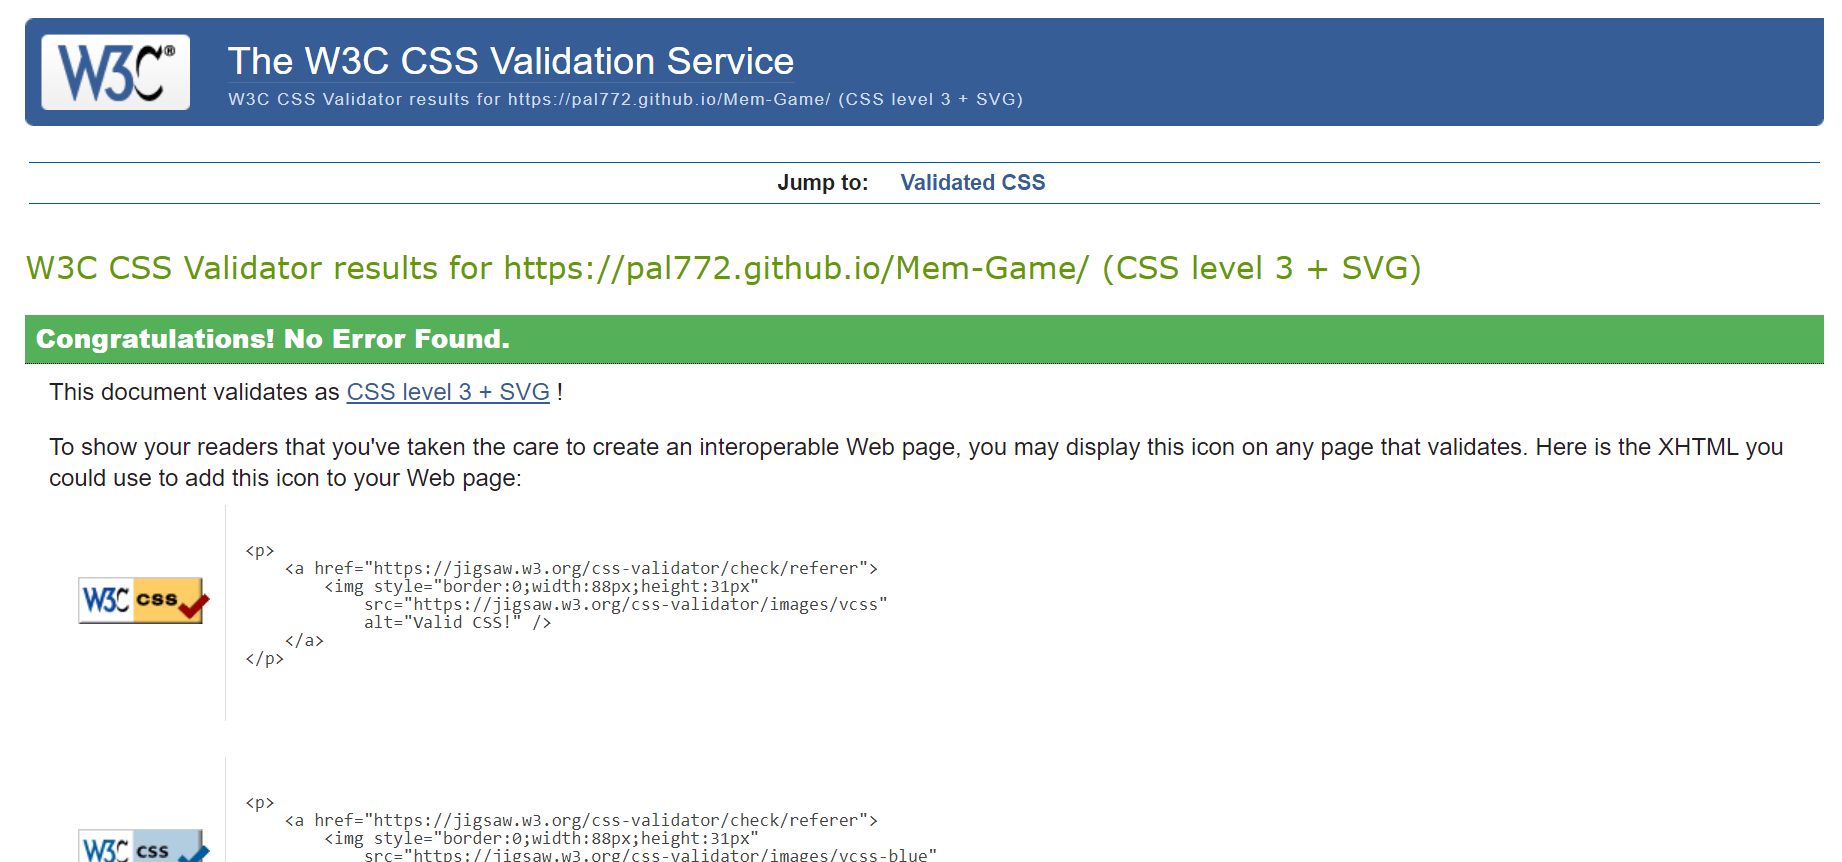 W3C®
The W3C CSS Validation Service
W3C CSS Validator results for https://pal772.github.io/Mem-Game/ (CSS level 3 + SVG)
Jump to: Validated CSS
W3C CSS Validator results for https://pal772.github.io/Mem-Game/ (CSS level 3 + SVG)
Congratulations! No Error Found.
This document validates as CSS level 3 + SVG !
To show your readers that you've taken the care to create an interoperable Web page, you may display this icon on any page that validates. Here is the XHTML you
could use to add this icon to your Web page:
W3C css
<p>
    <a href="https://jigsaw.w3.org/css-validator/check/referer">
        <img style="border:0;width:88px;height:31px"
            src="https://jigsaw.w3.org/css-validator/images/vcss"
            alt="Valid CSS!" />
    </a>
</p>
W3C css
<p>
    <a href="https://jigsaw.w3.org/css-validator/check/referer">
        <img style="border:0;width:88px;height:31px"
            src="https://jigsaw.w3.org/css-validator/images/vcss-blue"